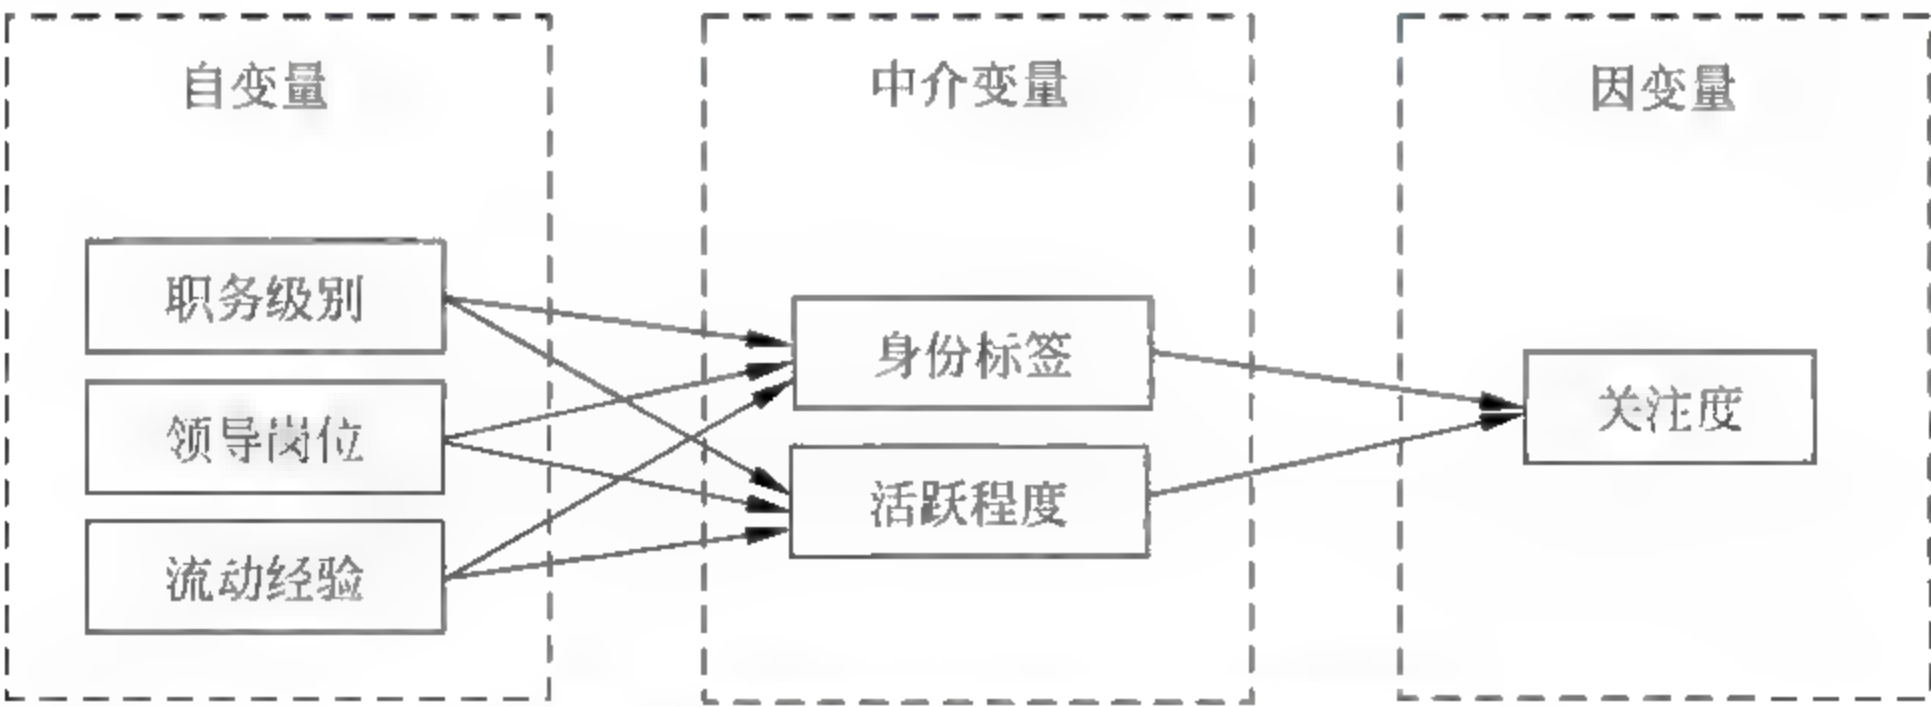 自变量
职务级别
领导岗位
流动经验
中介变量
身份标签
活跃程度
因变量
关注度